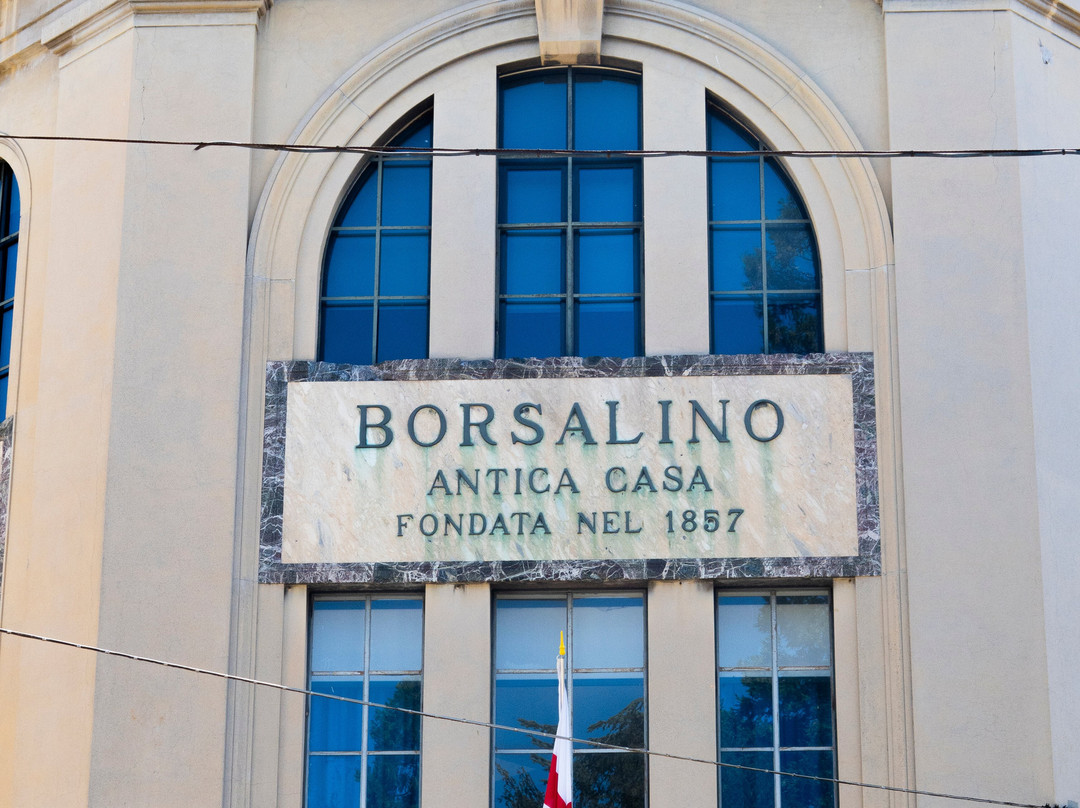 BORSALINO
ANTICA CASA
FONDATA NEL 1857